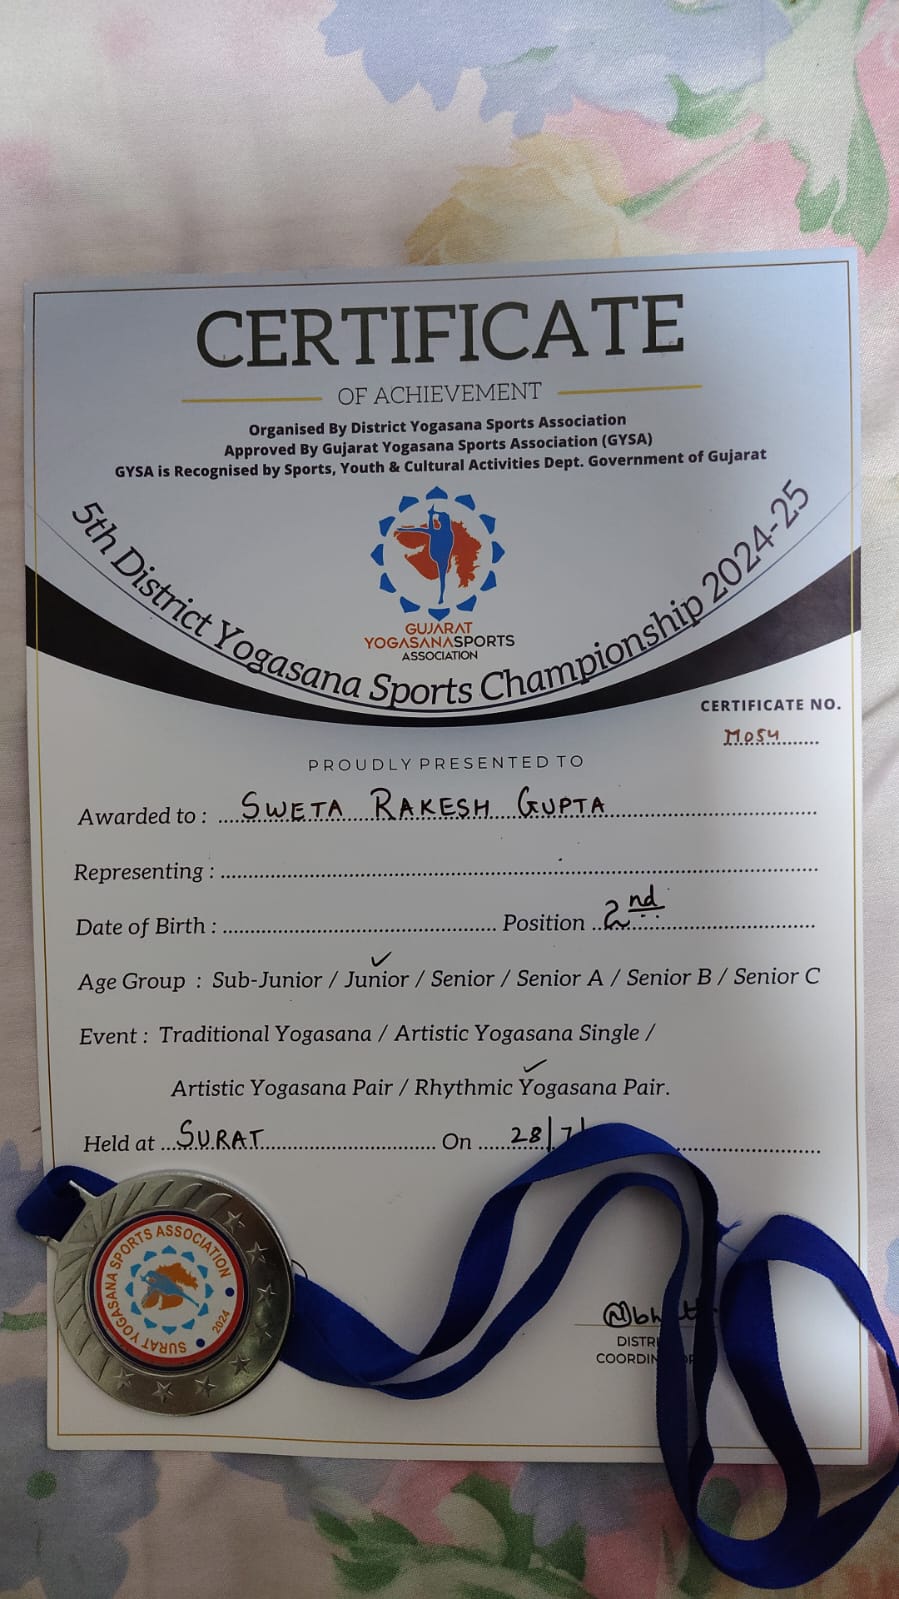 CERTIFICATE
OF ACHIEVEMENT
Organised By District Yogasana Sports Association
Approved By Gujarat Yogasana Sports Association (GYSA)
GYSA is Recognised by Sports, Youth & Cultural Activities Dept. Government of Gujarat
5th District Yogasana Sports Championship 2024-25
GUJARAT
YOGASANASPORTS
ASSOCIATION
CERTIFICATE NO.
M054
PROUDLY PRESENTED TO
Awarded to : SWETA RAKESH GUPTA
Representing :
Date of Birth : Position 2nd
Age Group : Sub-Junior / Junior / Senior / Senior A / Senior B / Senior C
Event : Traditional Yogasana / Artistic Yogasana Single /
Artistic Yogasana Pair / Rhythmic Yogasana Pair.
Held at SURAT On 28/7/
SURAT YOGASANA SPORTS ASSOCIATION
2024